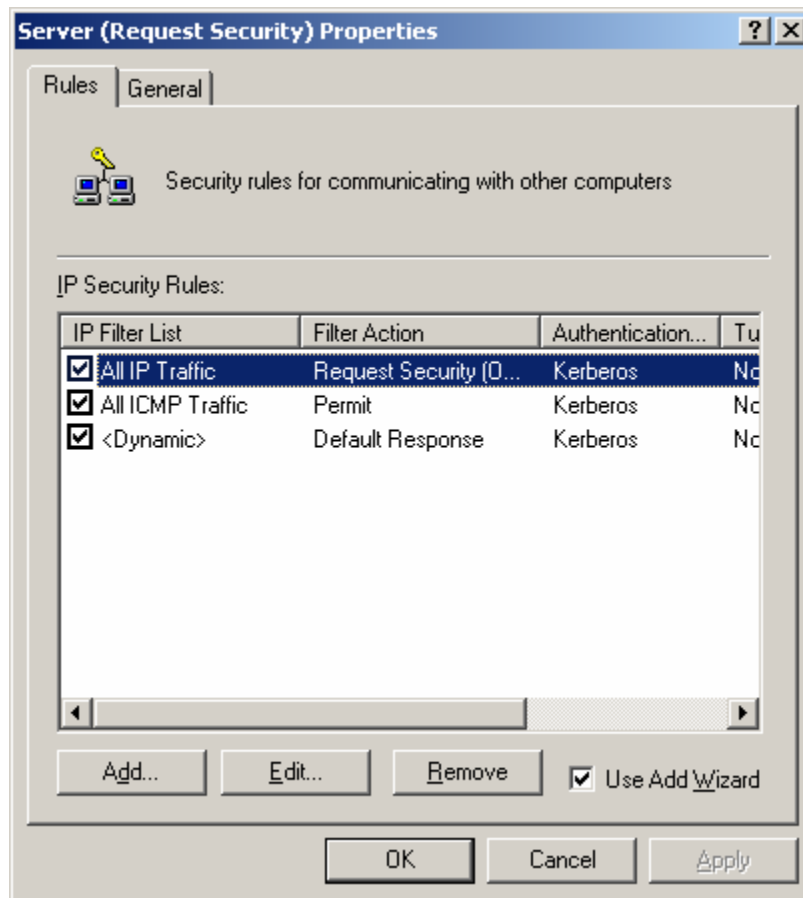 Server (Request Security) Properties
Rules General
Security rules for communicating with other computers
IP Security Rules:
IP Filter List Filter Action Authentication... Tu
All IP Traffic Request Security (O... Kerberos No
All ICMP Traffic Permit Kerberos No
<Dynamic> Default Response Kerberos No
Add... Edit... Remove Use Add Wizard
OK Cancel Apply